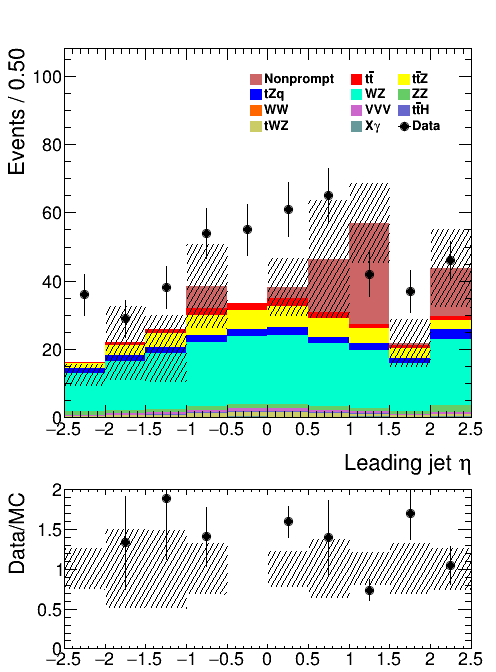 Events / 0.50
100
80
60
40
20
0
Nonprompt tt̄ tt̄Z
tZq WZ ZZ
WW VVV tt̄H
tWZ Xγ Data
−2.5 −2 −1.5 −1 −0.5 0 0.5 1 1.5 2 2.5
Leading jet η
Data/MC
2
1.5
1
0.5
0
−2.5 −2 −1.5 −1 −0.5 0 0.5 1 1.5 2 2.5